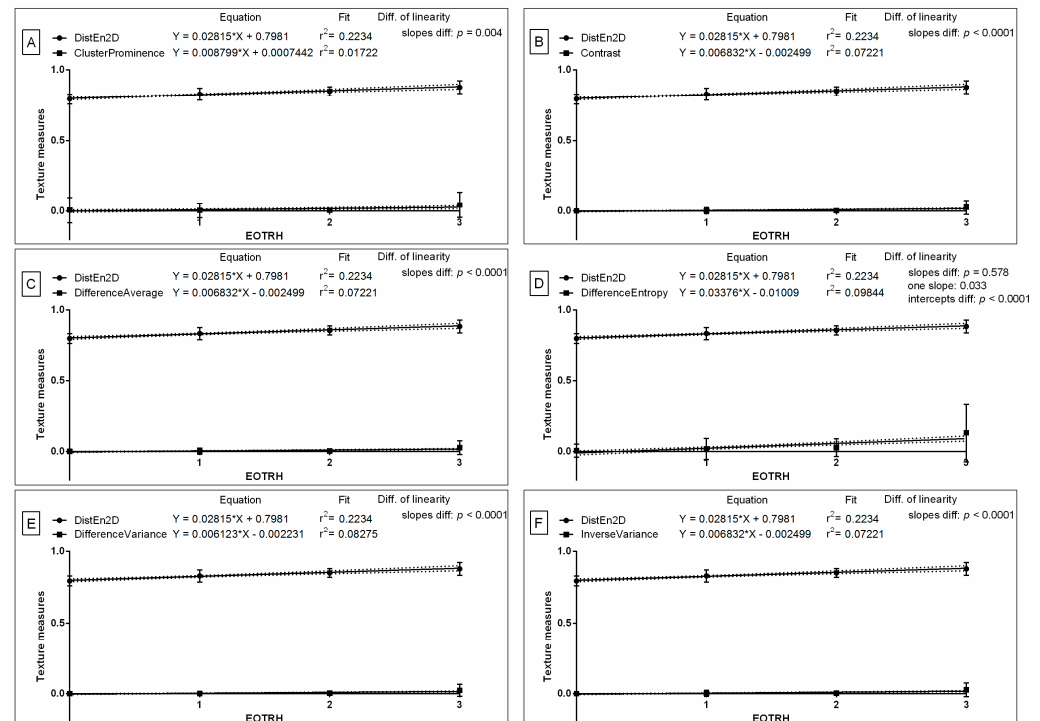 Equation Fit Diff. of linearity
A DistEn2D Y = 0.02815*X + 0.7981 r²= 0.2234 slopes diff: p = 0.004
ClusterProminence Y = 0.008799*X + 0.0007442 r²= 0.01722
1.0
0.5
0.0
Texture measures
1 2 3
EOTRH
Equation Fit Diff. of linearity
B DistEn2D Y = 0.02815*X + 0.7981 r²= 0.2234 slopes diff: p < 0.0001
Contrast Y = 0.006832*X - 0.002499 r²= 0.07221
1.0
0.5
0.0
Texture measures
1 2 3
EOTRH
Equation Fit Diff. of linearity
C DistEn2D Y = 0.02815*X + 0.7981 r²= 0.2234 slopes diff: p < 0.0001
DifferenceAverage Y = 0.006832*X - 0.002499 r²= 0.07221
1.0
0.5
0.0
Texture measures
1 2 3
EOTRH
Equation Fit Diff. of linearity
D DistEn2D Y = 0.02815*X + 0.7981 r²= 0.2234 slopes diff: p = 0.578
one slope: 0.033
DifferenceEntropy Y = 0.03376*X - 0.01009 r²= 0.09844 intercepts diff: p < 0.0001
1.0
0.5
0.0
Texture measures
1 2 3
EOTRH
Equation Fit Diff. of linearity
E DistEn2D Y = 0.02815*X + 0.7981 r²= 0.2234 slopes diff: p < 0.0001
DifferenceVariance Y = 0.006123*X - 0.002231 r²= 0.08275
1.0
0.5
0.0
Texture measures
1 2 3
EOTRH
Equation Fit Diff. of linearity
F DistEn2D Y = 0.02815*X + 0.7981 r²= 0.2234 slopes diff: p < 0.0001
InverseVariance Y = 0.006832*X - 0.002499 r²= 0.07221
1.0
0.5
0.0
Texture measures
1 2 3
EOTRH